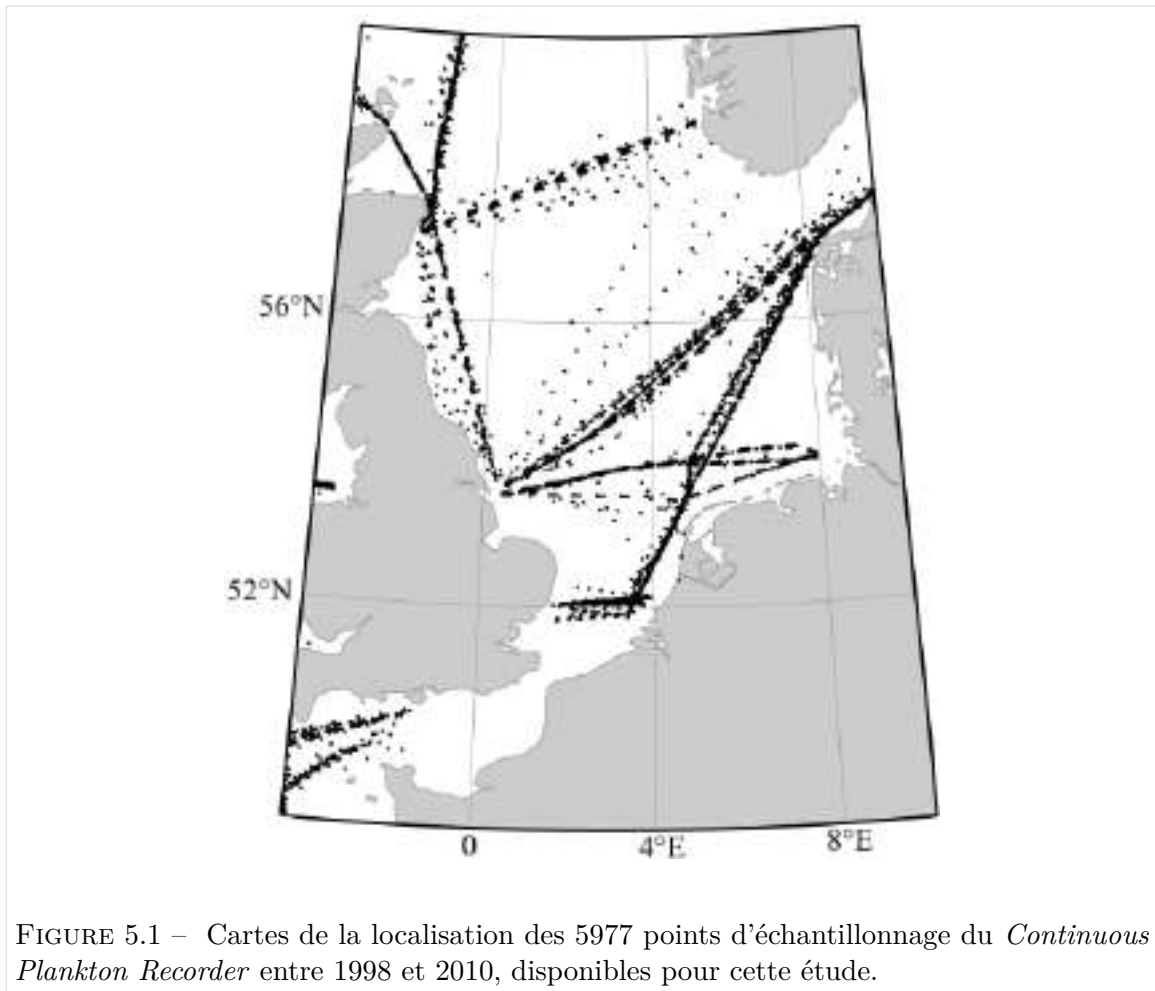 56°N
52°N
0
4°E
8°E
FIGURE 5.1 – Cartes de la localisation des 5977 points d'échantillonnage du Continuous
Plankton Recorder entre 1998 et 2010, disponibles pour cette étude.